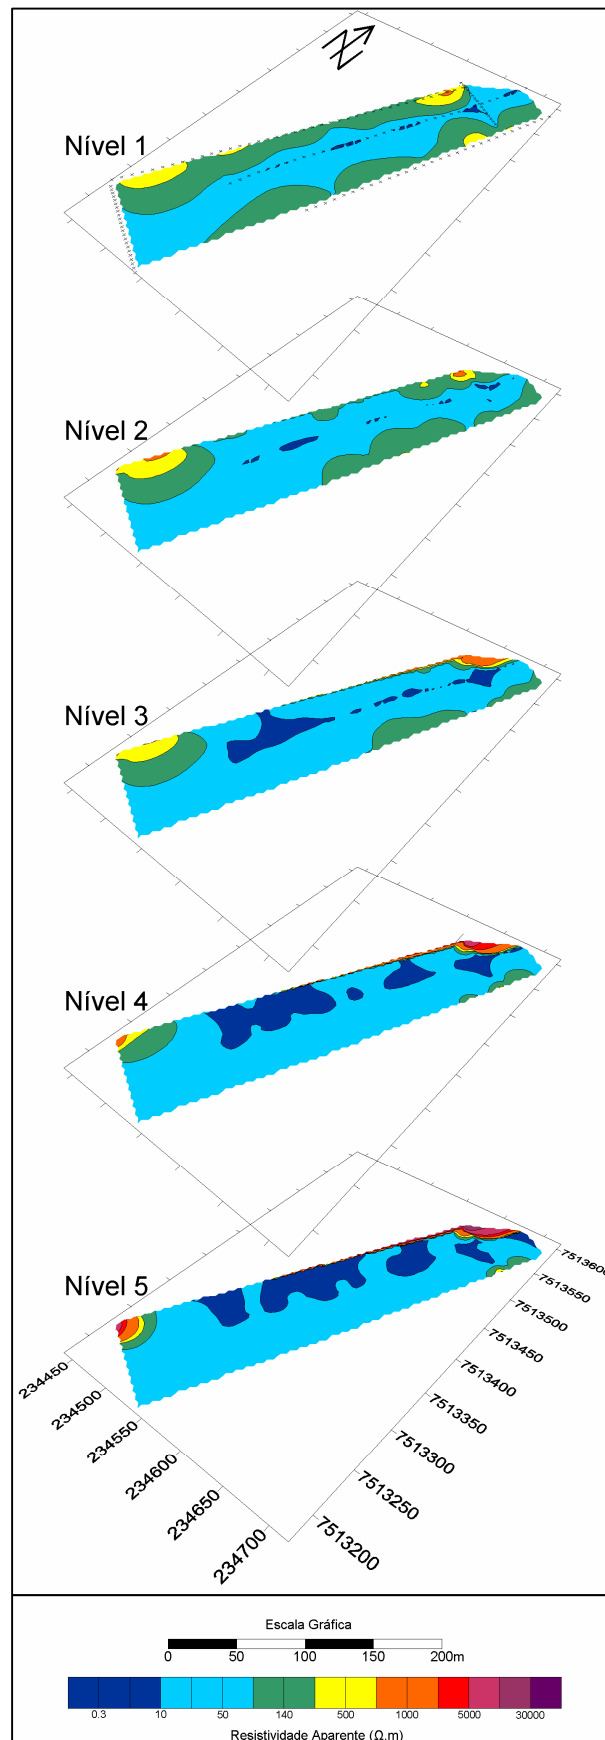 N
Nível 1
Nível 2
Nível 3
Nível 4
Nível 5
234450
234500
234550
234600
234650
234700
7513200
7513250
7513300
7513350
7513400
7513450
7513500
7513550
7513600
Escala Gráfica
0 50 100 150 200m
0.3 10 50 140 500 1000 5000 30000
Resistividade Aparente (Ω.m)